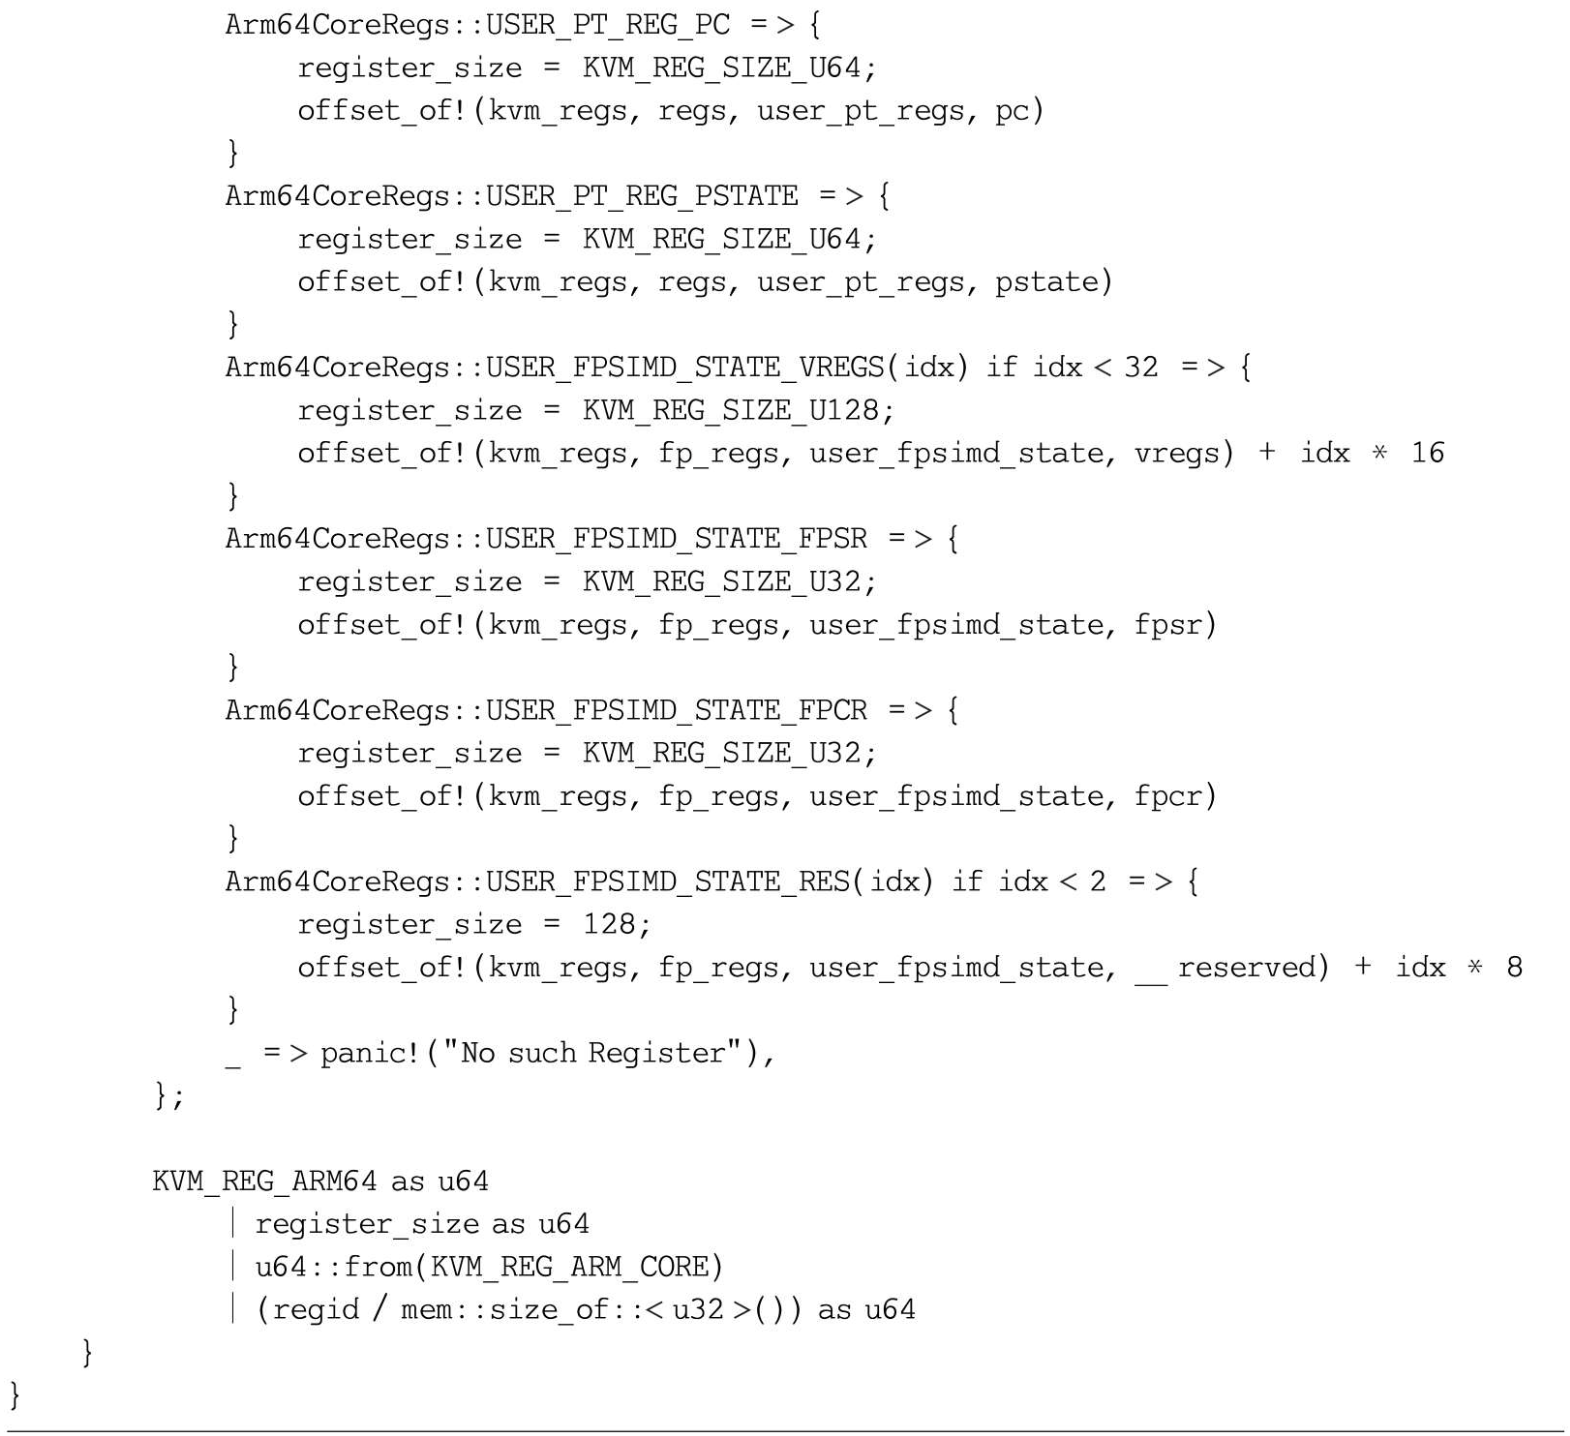 Arm64CoreRegs::USER_PT_REG_PC => {
                register_size = KVM_REG_SIZE_U64;
                offset_of!(kvm_regs, regs, user_pt_regs, pc)
            }
            Arm64CoreRegs::USER_PT_REG_PSTATE => {
                register_size = KVM_REG_SIZE_U64;
                offset_of!(kvm_regs, regs, user_pt_regs, pstate)
            }
            Arm64CoreRegs::USER_FPSIMD_STATE_VREGS(idx) if idx < 32 => {
                register_size = KVM_REG_SIZE_U128;
                offset_of!(kvm_regs, fp_regs, user_fpsimd_state, vregs) + idx * 16
            }
            Arm64CoreRegs::USER_FPSIMD_STATE_FPSR => {
                register_size = KVM_REG_SIZE_U32;
                offset_of!(kvm_regs, fp_regs, user_fpsimd_state, fpsr)
            }
            Arm64CoreRegs::USER_FPSIMD_STATE_FPCR => {
                register_size = KVM_REG_SIZE_U32;
                offset_of!(kvm_regs, fp_regs, user_fpsimd_state, fpcr)
            }
            Arm64CoreRegs::USER_FPSIMD_STATE_RES(idx) if idx < 2 => {
                register_size = 128;
                offset_of!(kvm_regs, fp_regs, user_fpsimd_state, __ reserved) + idx * 8
            }
            _ => panic!("No such Register"),
        };

        KVM_REG_ARM64 as u64
            | register_size as u64
            | u64::from(KVM_REG_ARM_CORE)
            | (regid / mem::size_of::< u32 >()) as u64
    }
}